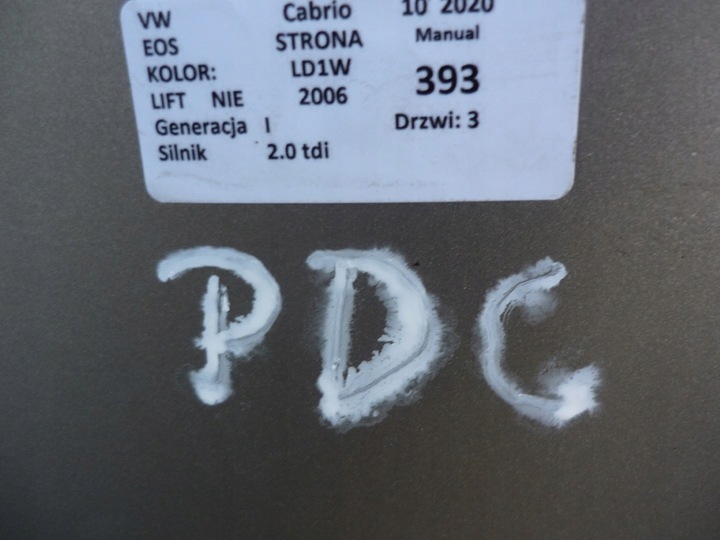 VW Cabrio 10 2020
EOS STRONA Manual
KOLOR: LD1W 393
LIFT NIE 2006
Generacja I Drzwi: 3
Silnik 2.0 tdi
PDC